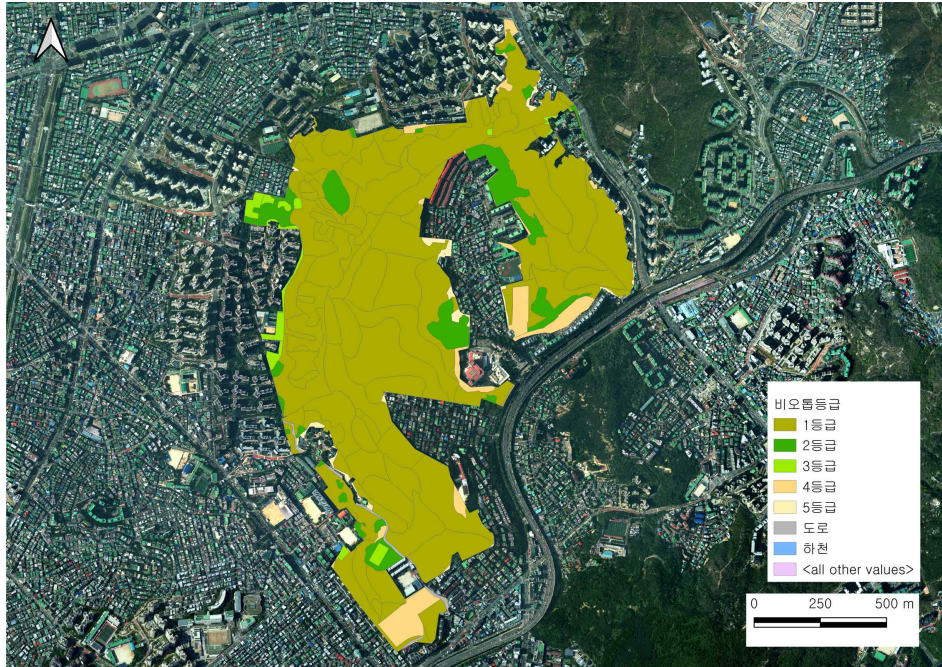 비오톱등급
1등급
2등급
3등급
4등급
5등급
도로
하천
<all other values>
0 250 500 m